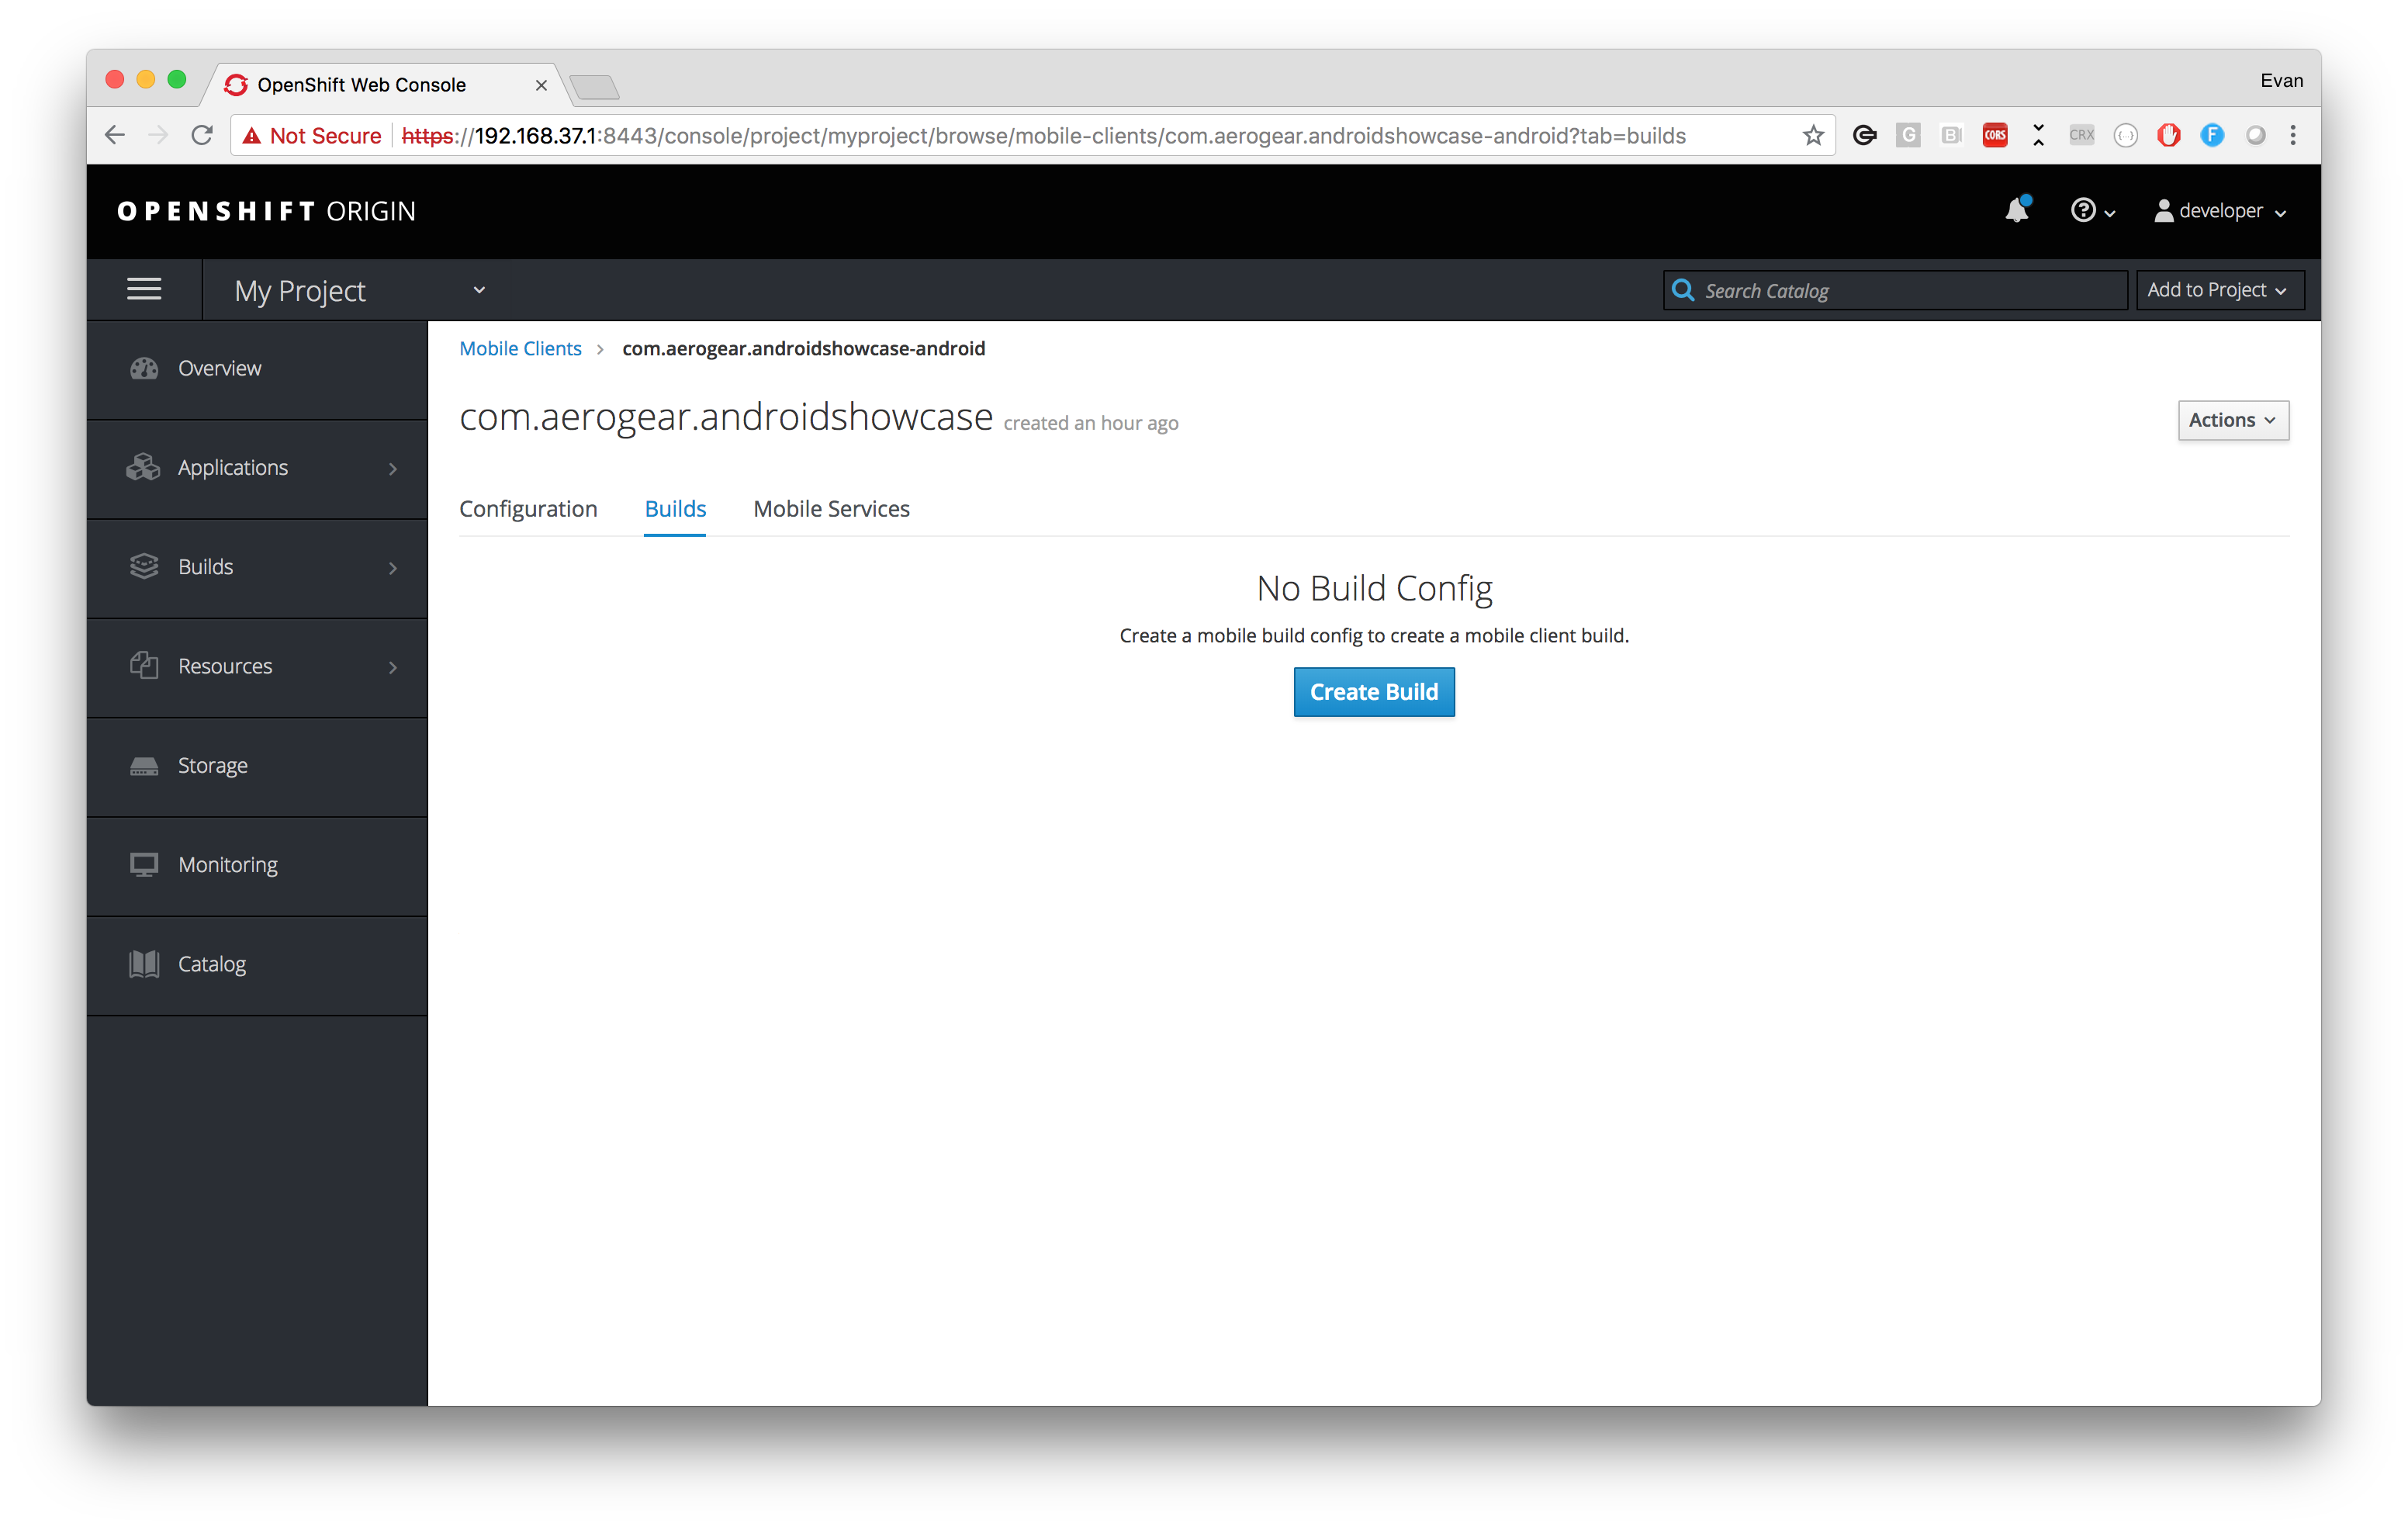 OpenShift Web Console
Evan
Not Secure https://192.168.37.1:8443/console/project/myproject/browse/mobile-clients/com.aerogear.androidshowcase-android?tab=builds
G B CORS CRX {...} F
OPENSHIFT ORIGIN
? developer
My Project
Search Catalog
Add to Project
Mobile Clients > com.aerogear.androidshowcase-android
Overview
com.aerogear.androidshowcase created an hour ago
Actions
Applications
Configuration Builds Mobile Services
Builds
No Build Config
Create a mobile build config to create a mobile client build.
Resources
Create Build
Storage
Monitoring
Catalog